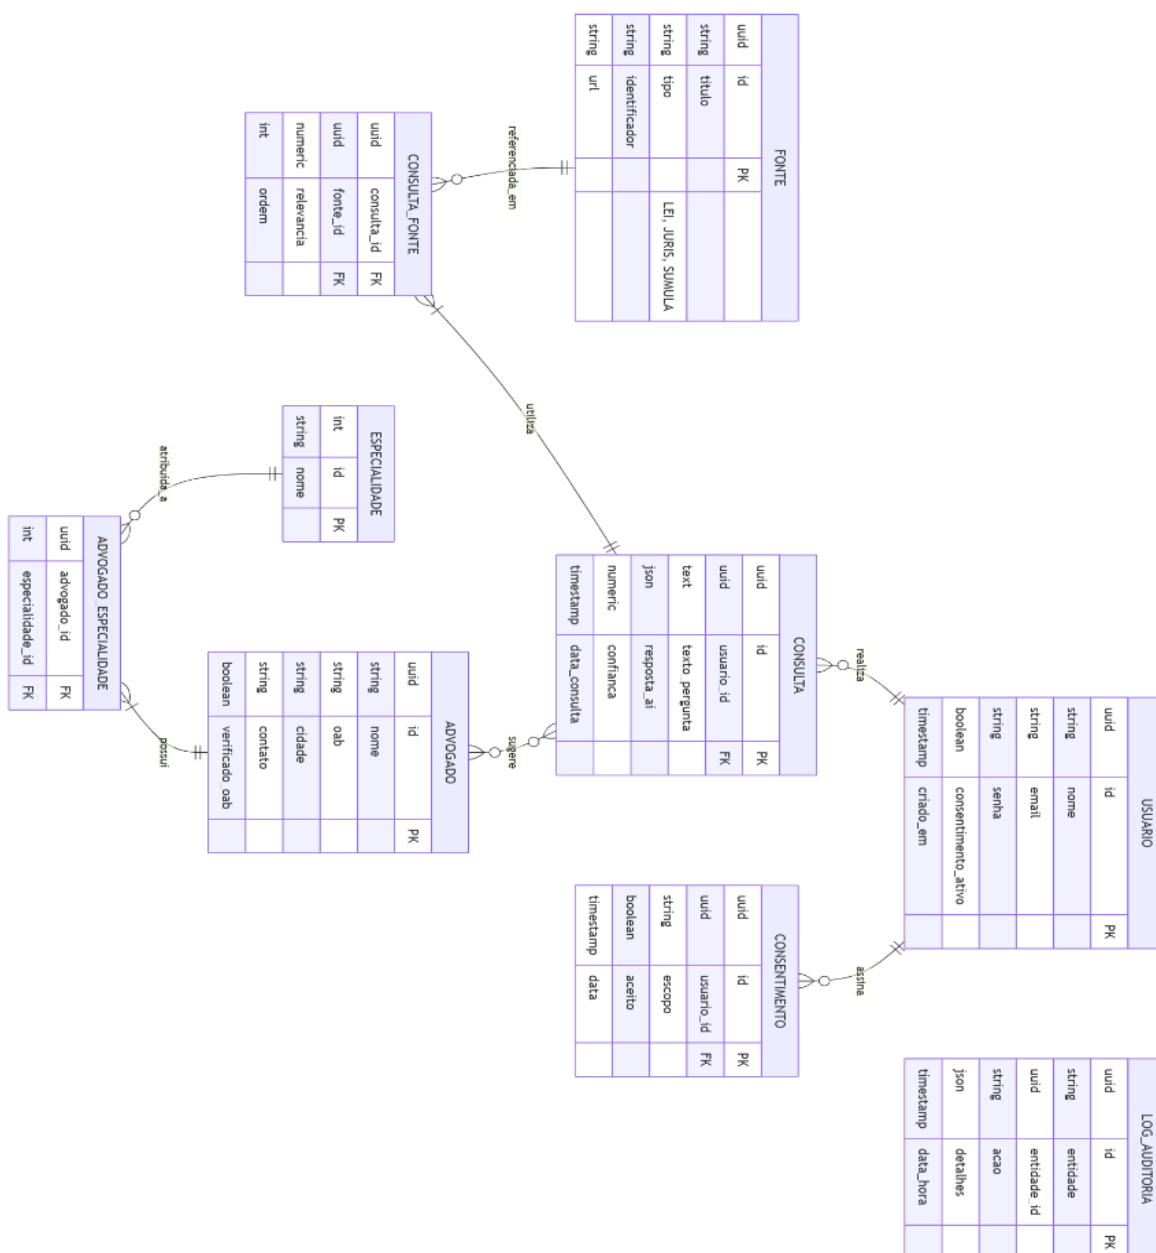 USUARIO
uuid id PK
string nome
string email
string senha
boolean consentimento_ativo
timestamp criado_em
LOG_AUDITORIA
uuid id PK
string entidade
uuid entidade_id
string acao
json detalhes
timestamp data_hora
realiza
assina
FONTE
uuid id PK
string titulo
string tipo LEI, JURIS, SUMULA
string identificador
string url
CONSULTA
uuid id PK
uuid usuario_id FK
text texto_pergunta
json resposta_ai
numeric confianca
timestamp data_consulta
CONSENTIMENTO
uuid id PK
uuid usuario_id FK
string escopo
boolean aceito
timestamp data
referenciada_em
utiliza
sugere
CONSULTA_FONTE
uuid consulta_id FK
uuid fonte_id FK
numeric relevancia
int ordem
ESPECIALIDADE
int id PK
string nome
ADVOGADO
uuid id PK
string nome
string oab
string cidade
string contato
boolean verificado_oab
atribuida_a
possui
ADVOGADO_ESPECIALIDADE
uuid advogado_id FK
int especialidade_id FK